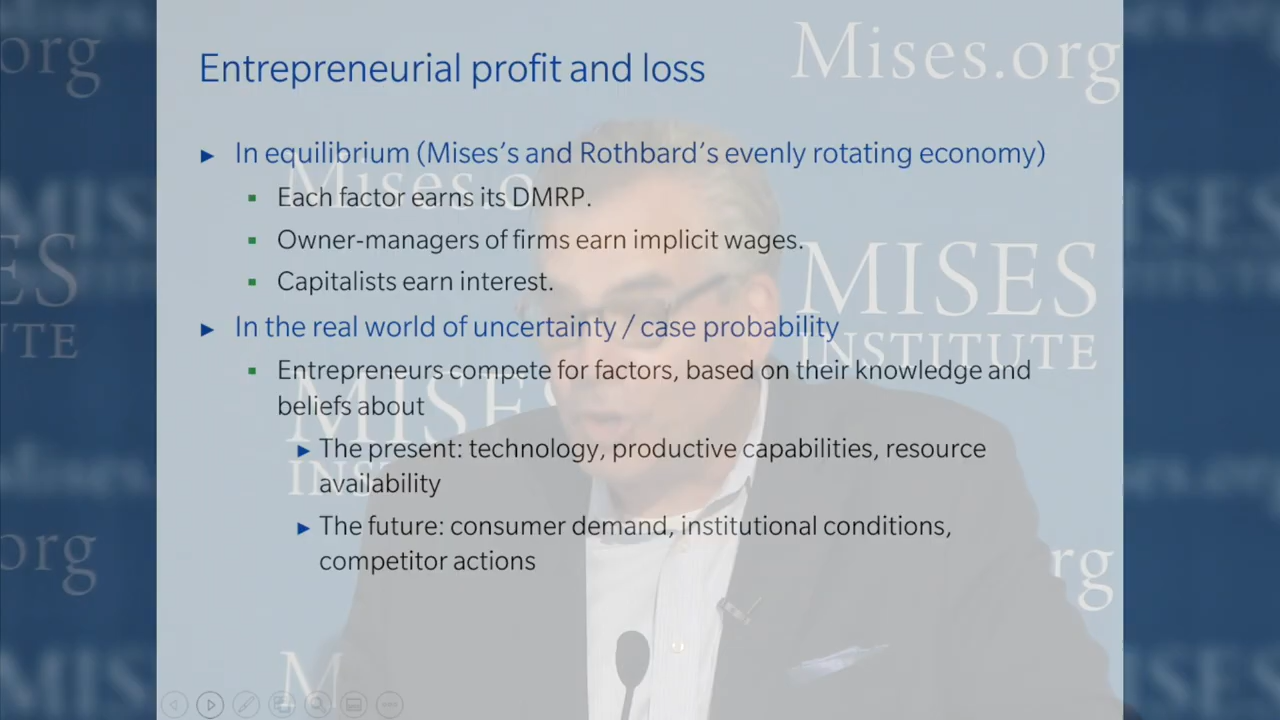 Mises.org
Entrepreneurial profit and loss
► In equilibrium (Mises's and Rothbard's evenly rotating economy)
▪ Each factor earns its DMRP.
▪ Owner-managers of firms earn implicit wages.
▪ Capitalists earn interest.
► In the real world of uncertainty / case probability
▪ Entrepreneurs compete for factors, based on their knowledge and
beliefs about
► The present: technology, productive capabilities, resource
availability
► The future: consumer demand, institutional conditions,
competitor actions
MISES
INSTITUTE